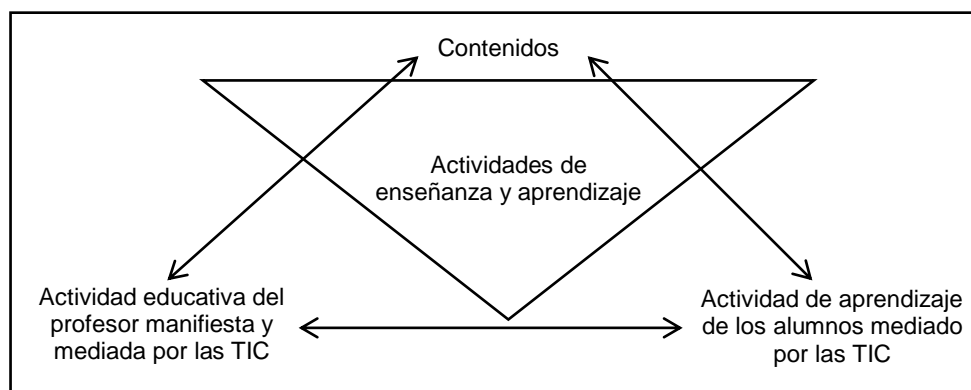 Contenidos
Actividades de
enseñanza y aprendizaje
Actividad educativa del
profesor manifiesta y
mediada por las TIC
Actividad de aprendizaje
de los alumnos mediado
por las TIC